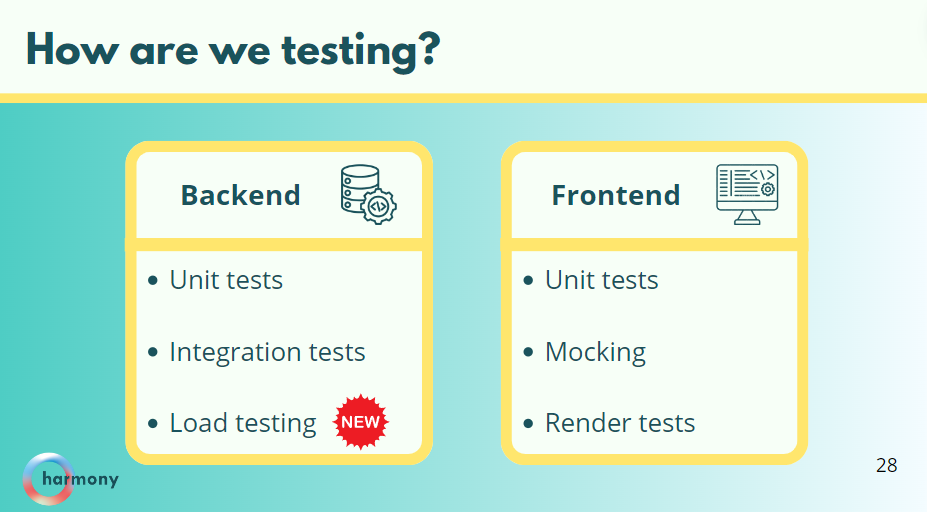 How are we testing?
Backend
• Unit tests
• Integration tests
• Load testing NEW
Frontend
• Unit tests
• Mocking
• Render tests
harmony
28